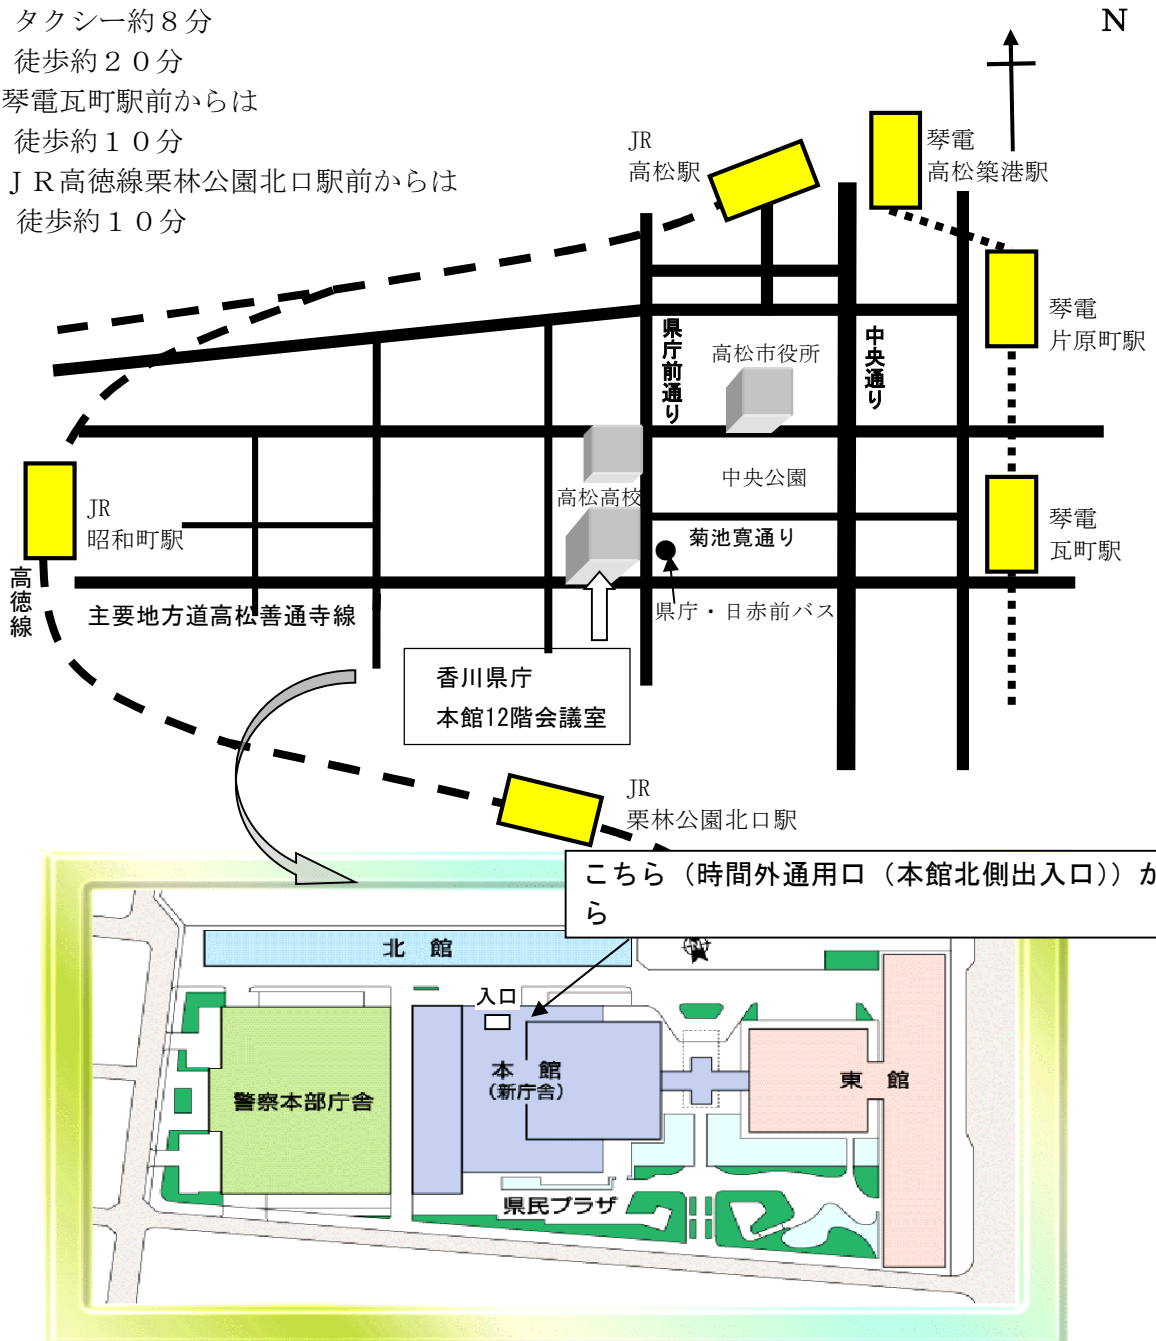 タクシー約８分
徒歩約２０分
琴電瓦町駅前からは
徒歩約１０分
ＪＲ高徳線栗林公園北口駅前からは
徒歩約１０分
N
JR
高松駅
琴電
高松築港駅
琴電
片原町駅
県庁前通り
高松市役所
中央通り
中央公園
高松高校
JR
昭和町駅
菊池寛通り
琴電
瓦町駅
高徳線
主要地方道高松善通寺線
県庁・日赤前バス
香川県庁
本館12階会議室
JR
栗林公園北口駅
こちら（時間外通用口（本館北側出入口））か
ら
北　館
入口
本　館
（新庁舎）
東　館
警察本部庁舎
県民プラザ